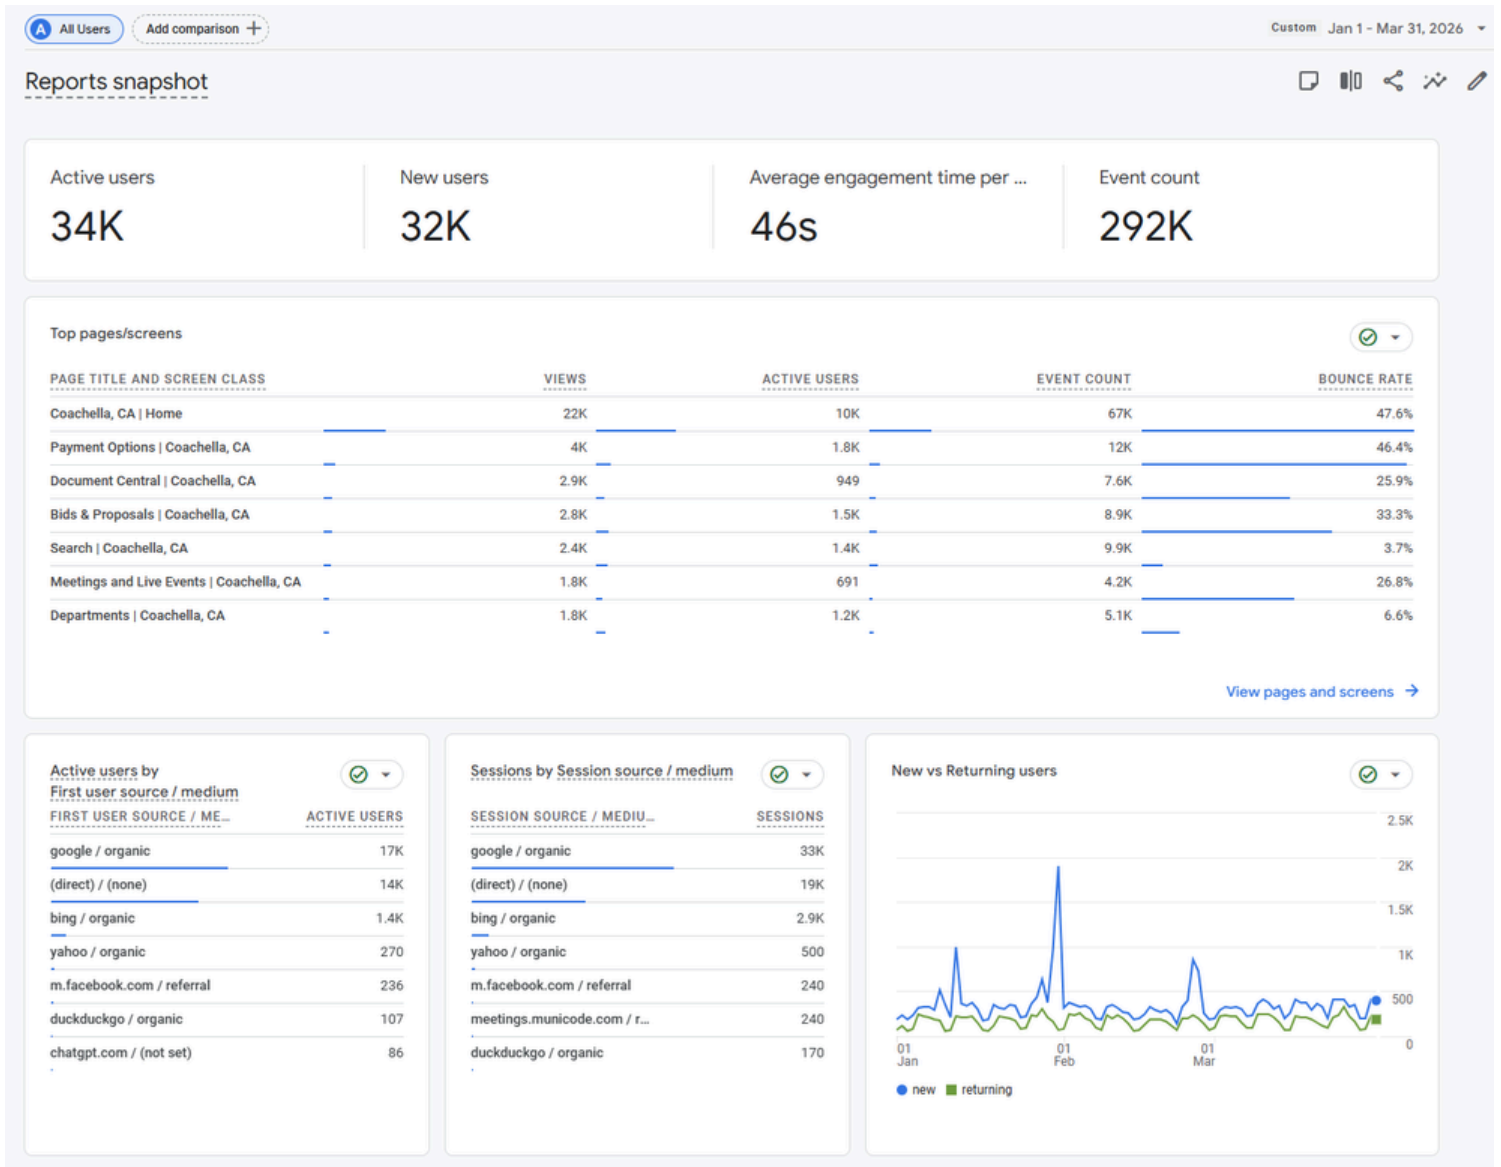 A All Users Add comparison + Custom Jan 1 - Mar 31, 2026
Reports snapshot
Active users New users Average engagement time per ... Event count
34K 32K 46s 292K
Top pages/screens
PAGE TITLE AND SCREEN CLASS VIEWS ACTIVE USERS EVENT COUNT BOUNCE RATE
Coachella, CA | Home 22K 10K 67K 47.6%
Payment Options | Coachella, CA 4K 1.8K 12K 46.4%
Document Central | Coachella, CA 2.9K 949 7.6K 25.9%
Bids & Proposals | Coachella, CA 2.8K 1.5K 8.9K 33.3%
Search | Coachella, CA 2.4K 1.4K 9.9K 3.7%
Meetings and Live Events | Coachella, CA 1.8K 691 4.2K 26.8%
Departments | Coachella, CA 1.8K 1.2K 5.1K 6.6%
View pages and screens
Active users by
First user source / medium
FIRST USER SOURCE / ME... ACTIVE USERS
google / organic 17K
(direct) / (none) 14K
bing / organic 1.4K
yahoo / organic 270
m.facebook.com / referral 236
duckduckgo / organic 107
chatgpt.com / (not set) 86
Sessions by Session source / medium
SESSION SOURCE / MEDIU... SESSIONS
google / organic 33K
(direct) / (none) 19K
bing / organic 2.9K
yahoo / organic 500
m.facebook.com / referral 240
meetings.municode.com / r... 240
duckduckgo / organic 170
New vs Returning users
2.5K
2K
1.5K
1K
500
0
01 01 01
Jan Feb Mar
new returning